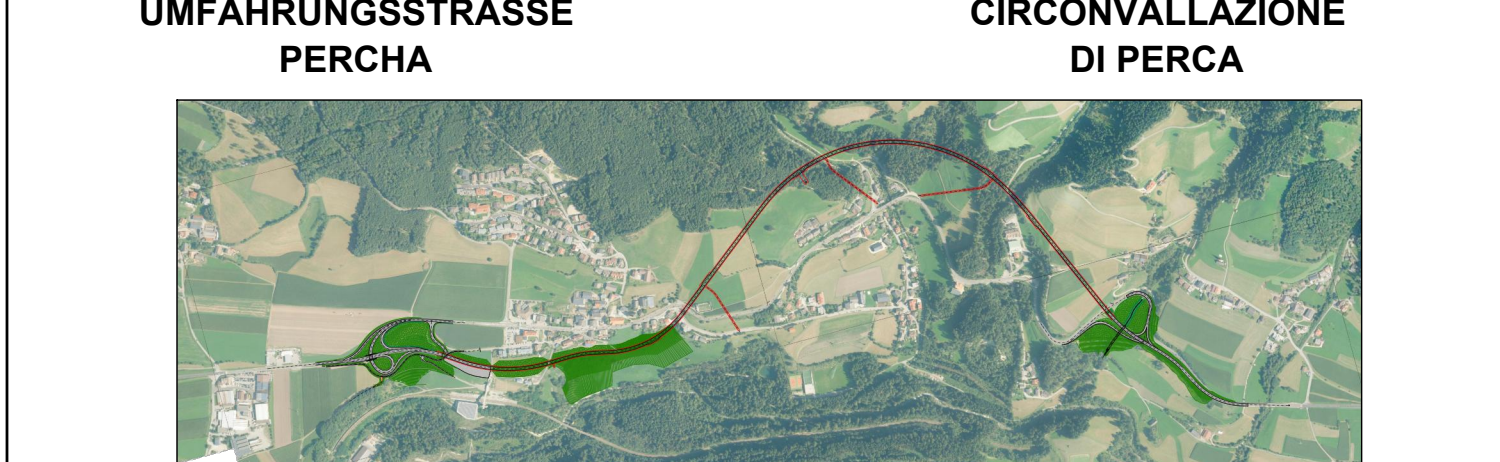 UMFAHRUNGSSTRASSE
PERCHA
CIRCONVALLAZIONE
DI PERCA